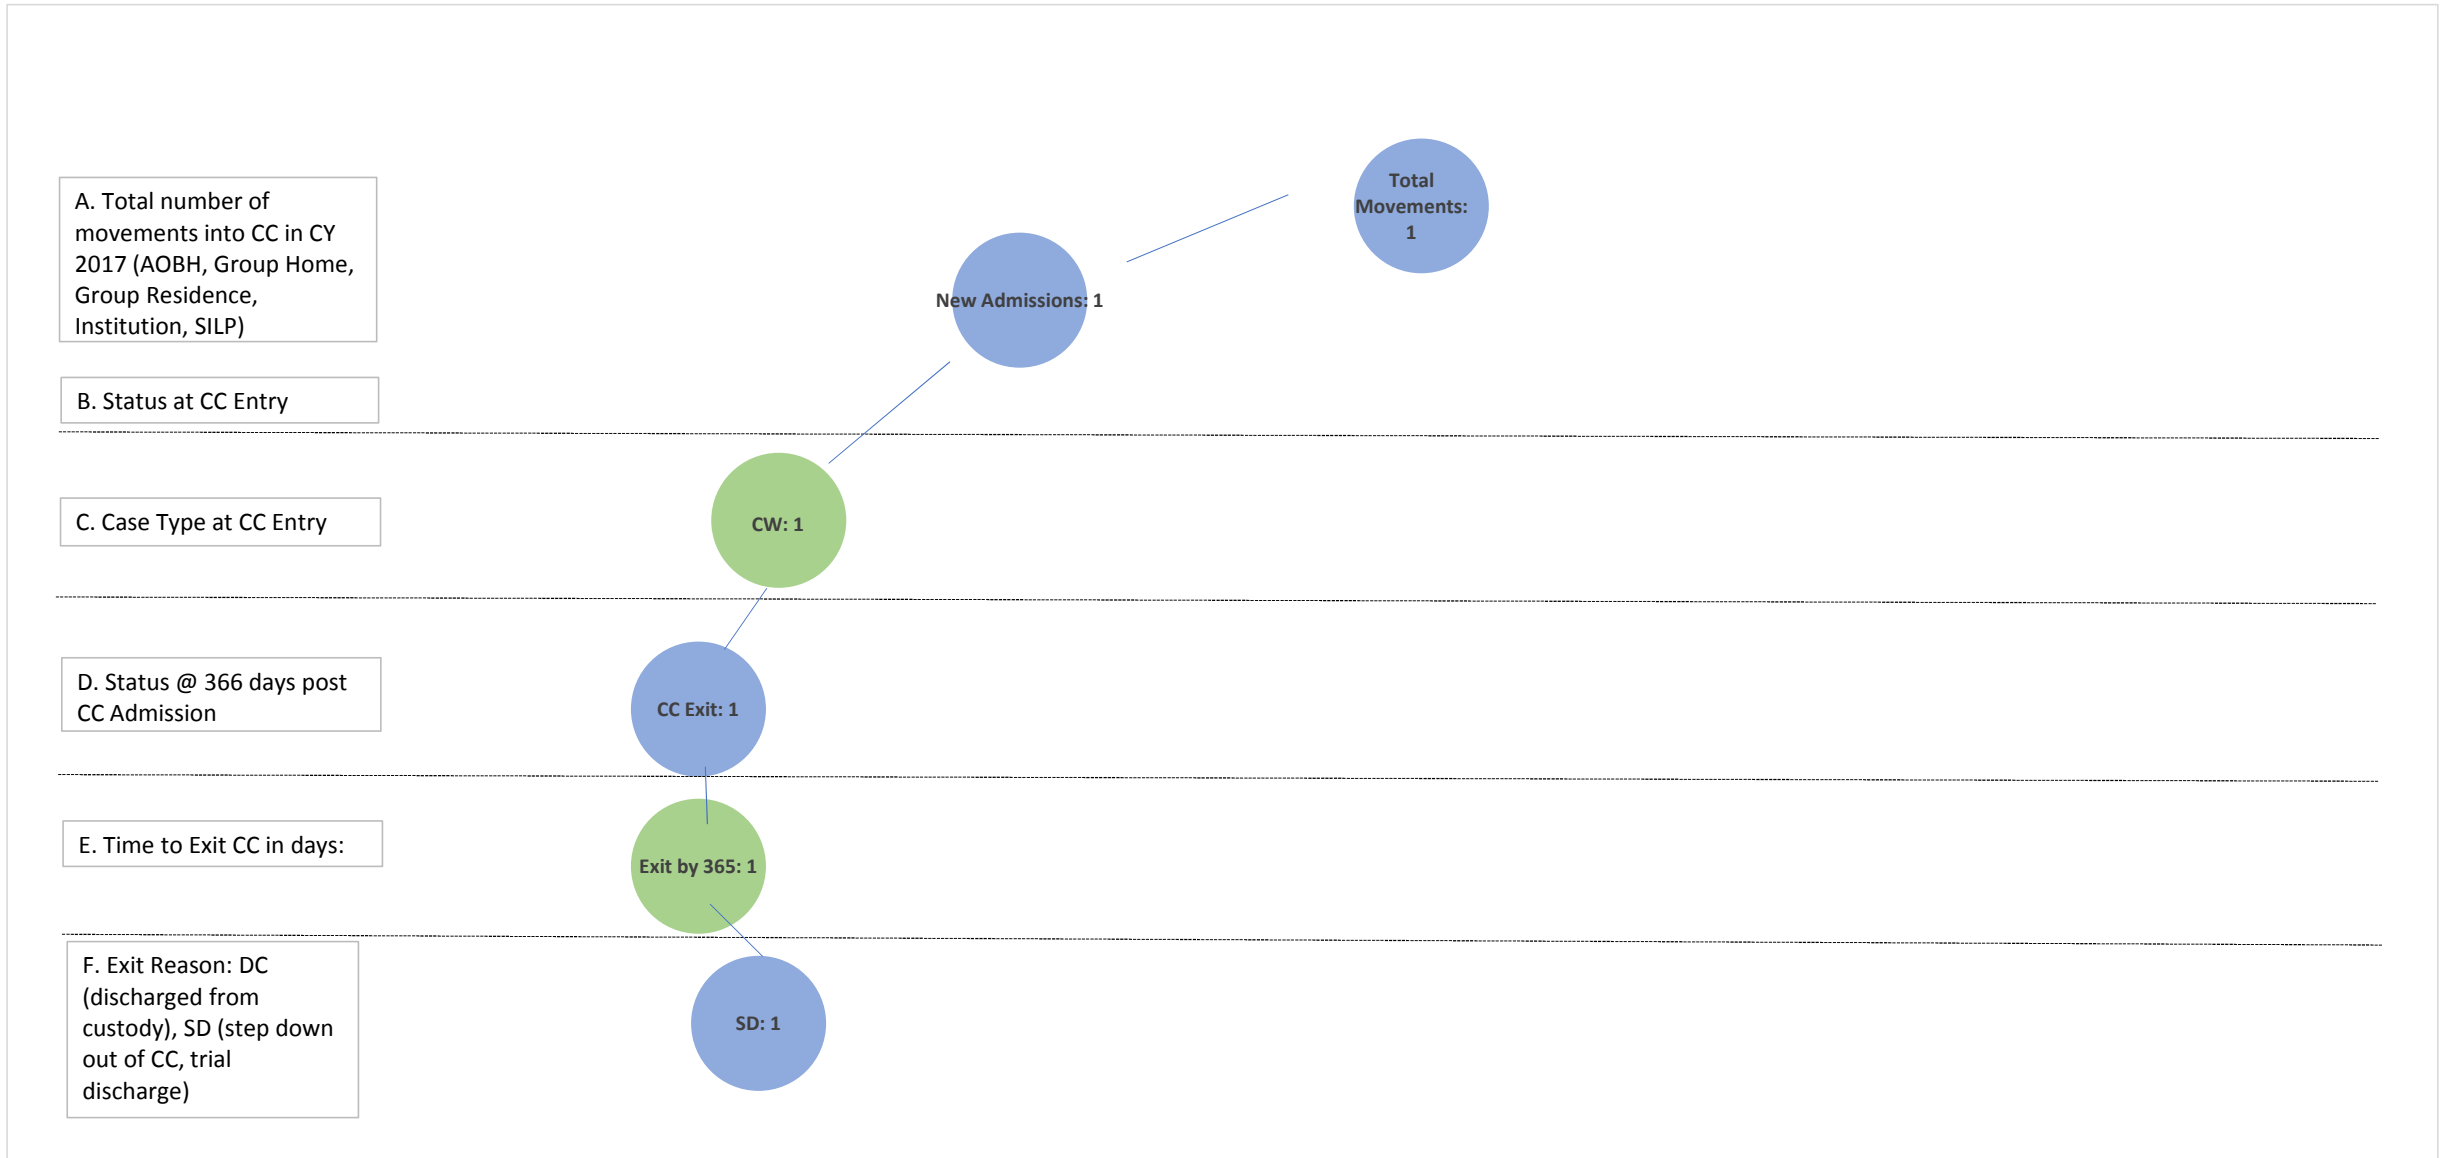 Total
Movements:
1
A. Total number of
movements into CC in CY
2017 (AOBH, Group Home,
Group Residence,
Institution, SILP)
New Admissions: 1
B. Status at CC Entry
C. Case Type at CC Entry
CW: 1
D. Status @ 366 days post
CC Admission
CC Exit: 1
E. Time to Exit CC in days:
Exit by 365: 1
F. Exit Reason: DC
(discharged from
custody), SD (step down
out of CC, trial
discharge)
SD: 1